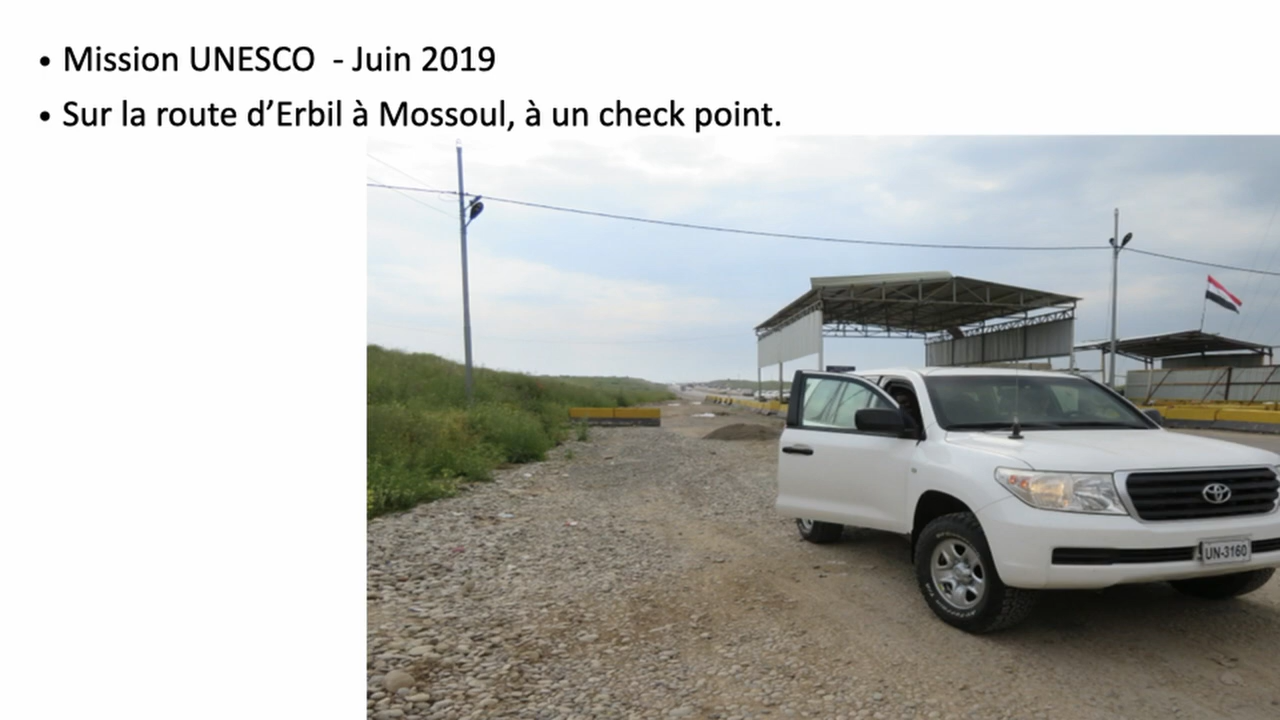 • Mission UNESCO - Juin 2019
• Sur la route d’Erbil à Mossoul, à un check point.
UN-3160